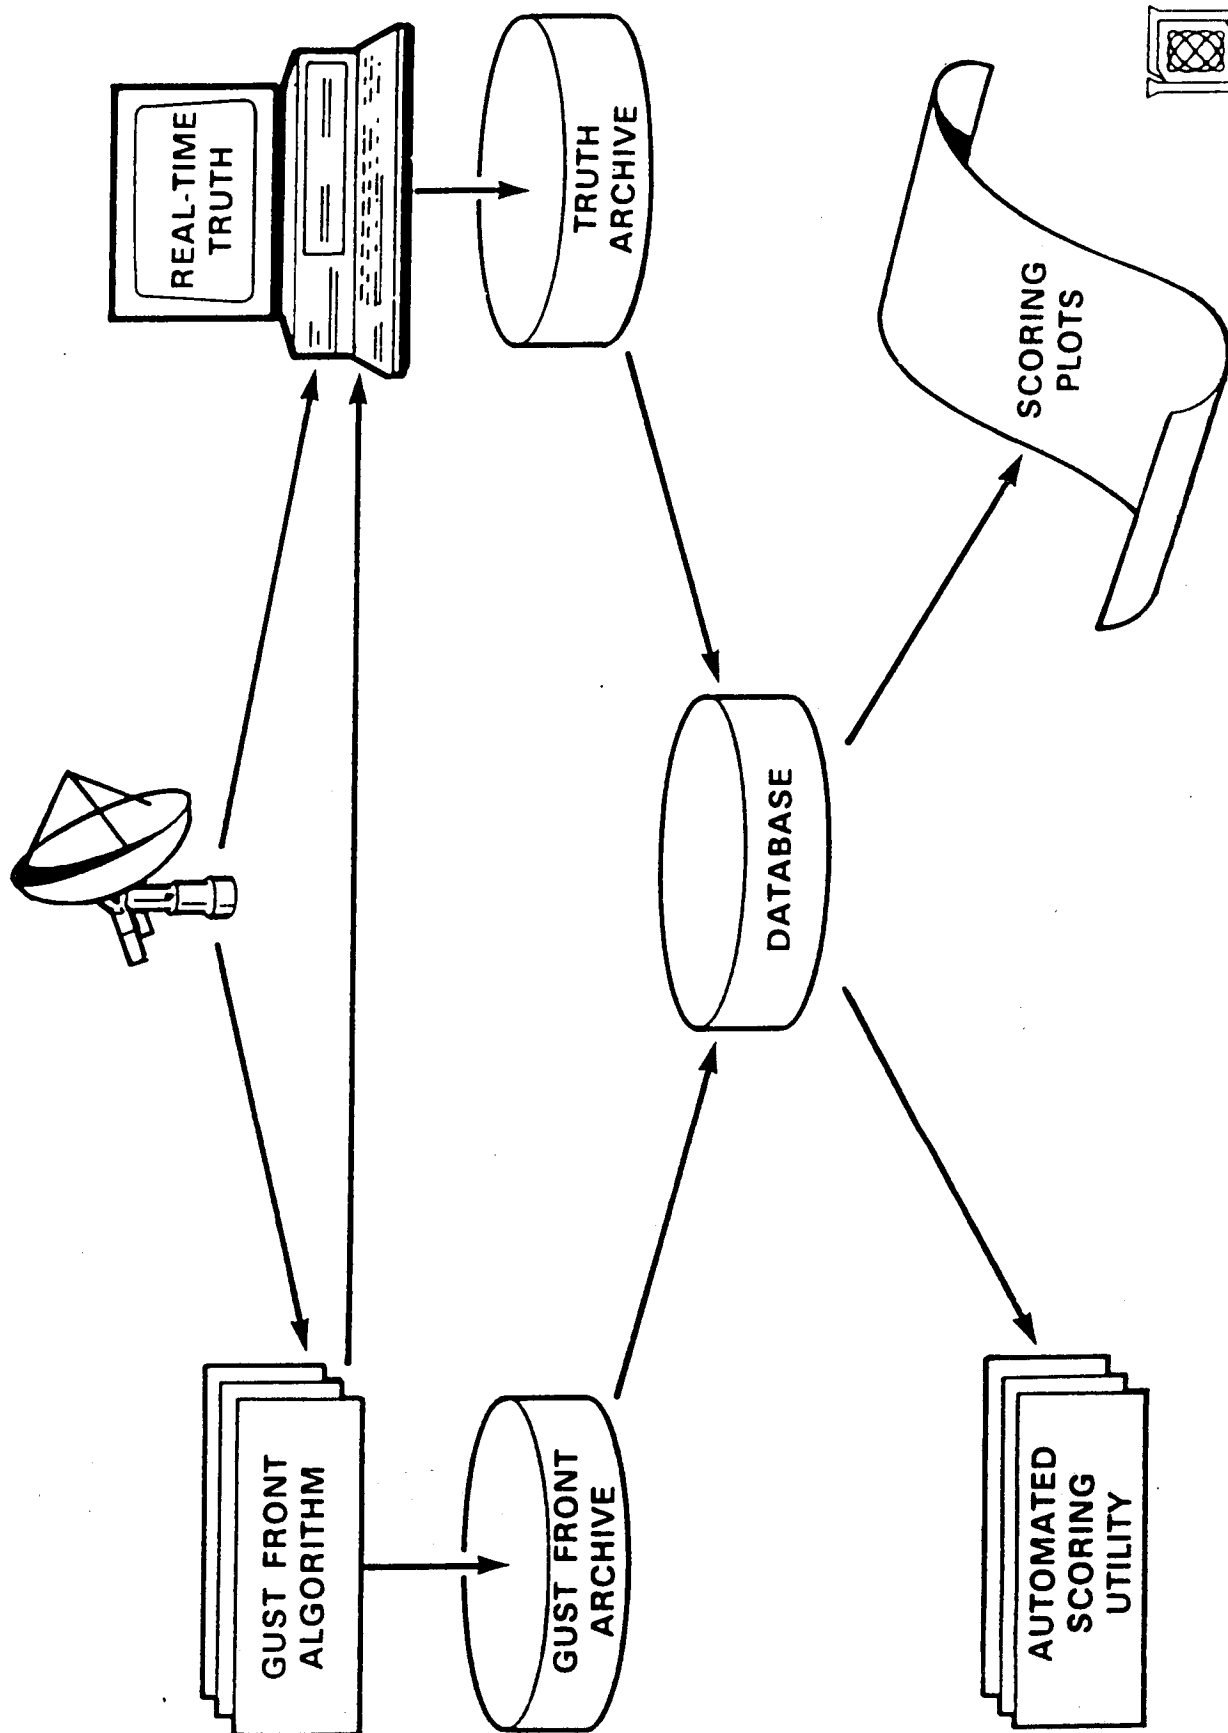 GUST FRONT
ALGORITHM
REAL-TIME
TRUTH
GUST FRONT
ARCHIVE
TRUTH
ARCHIVE
DATABASE
AUTOMATED
SCORING
UTILITY
SCORING
PLOTS